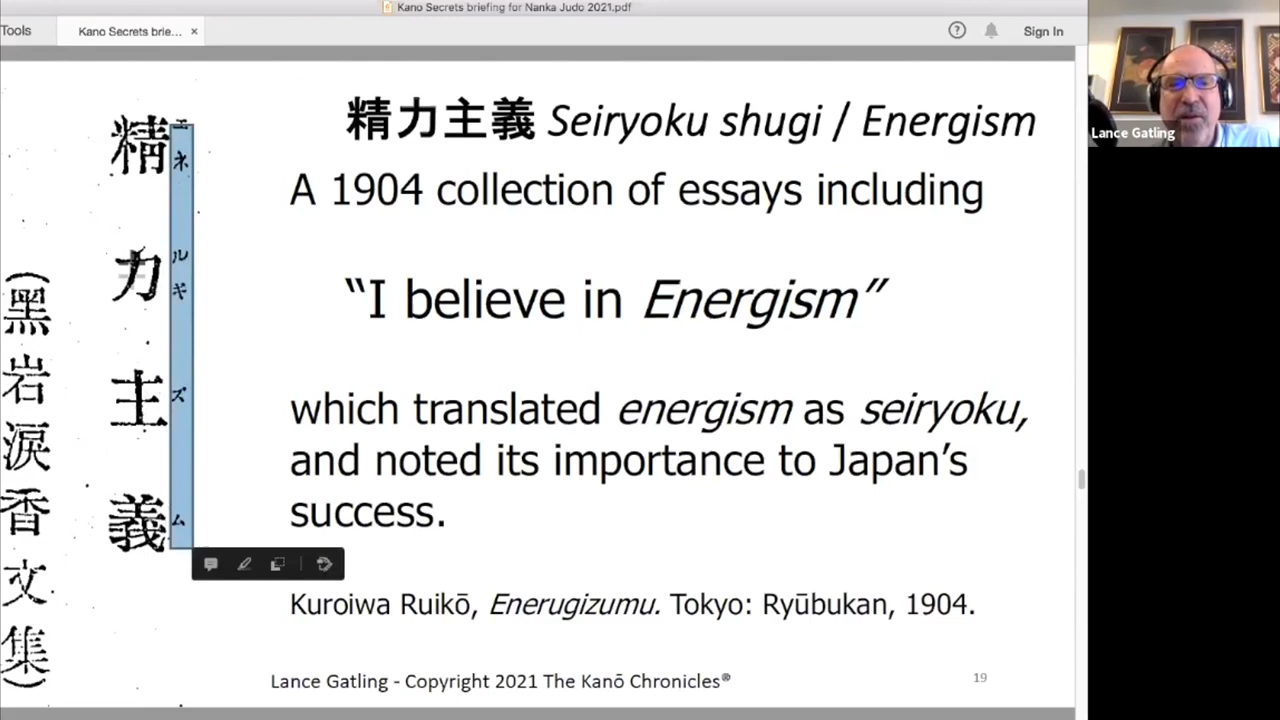 Kano Secrets briefing for Nanka Judo 2021.pdf
Tools
Kano Secrets brie... ×
? Sign In
精力主義
エネルギズム
(黒岩涙香文集)
精力主義 Seiryoku shugi / Energism
A 1904 collection of essays including
“I believe in Energism”
which translated energism as seiryoku,
and noted its importance to Japan’s
success.
Kuroiwa Ruikō, Enerugizumu. Tokyo: Ryūbukan, 1904.
Lance Gatling - Copyright 2021 The Kanō Chronicles®
19
Lance Gatling